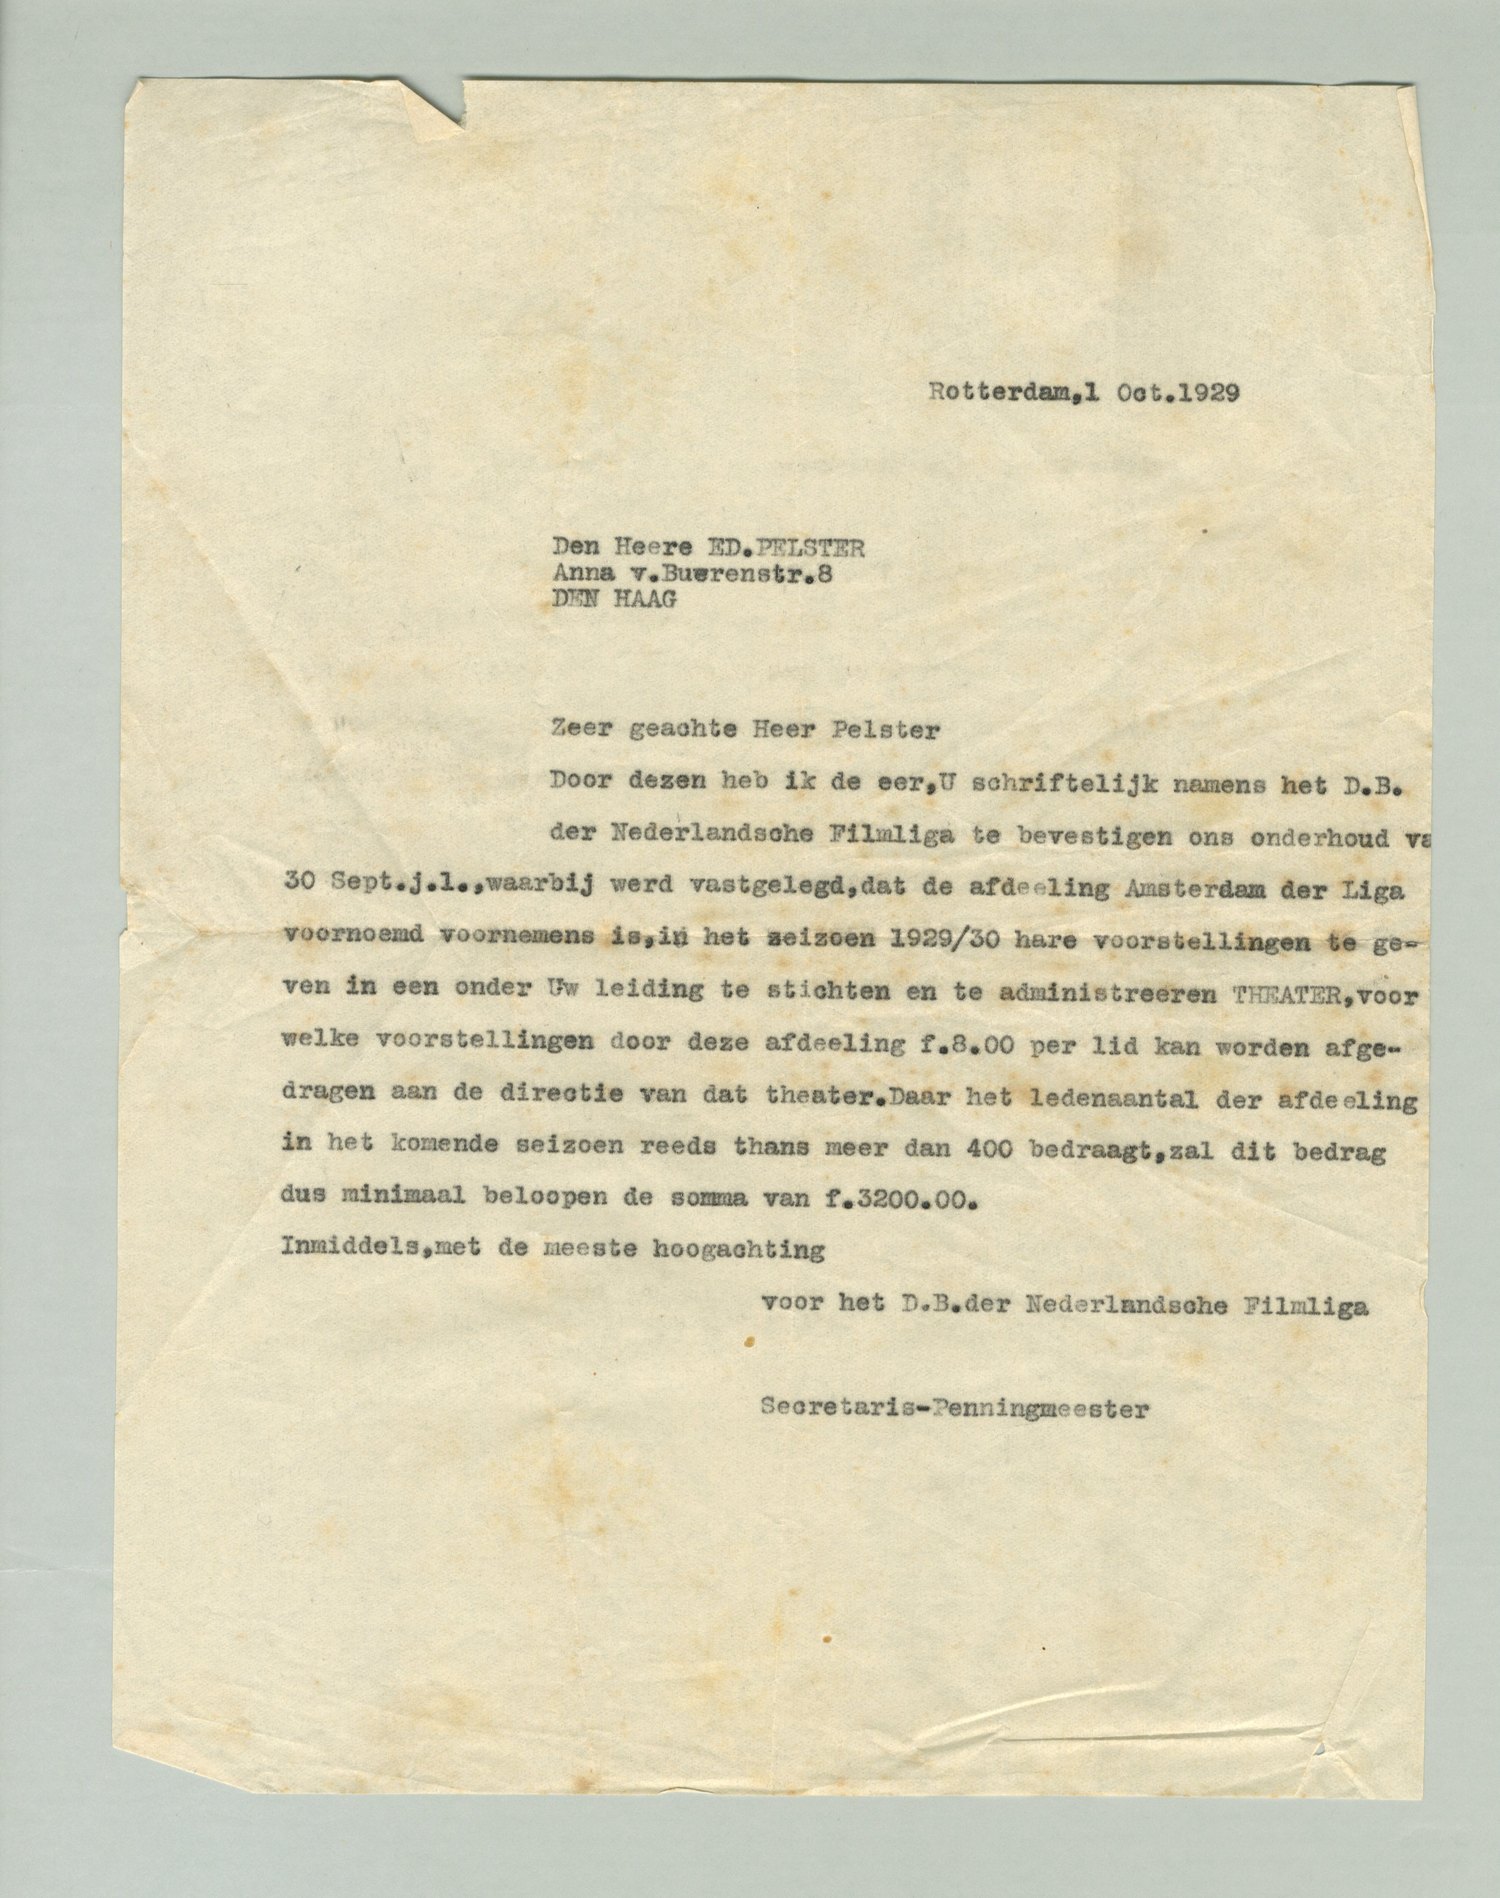 Rotterdam,1 Oct.1929
Den Heere ED.PELSTER
Anna v.Buerenstr.8
DEN HAAG
Zeer geachte Heer Pelster
Door dezen heb ik de eer,U schriftelijk namens het D.B.
der Nederlandsche Filmliga te bevestigen ons onderhoud va
30 Sept.j.l.,waarbij werd vastgelegd,dat de afdeeling Amsterdam der Liga
voornoemd voornemens is,in het seizoen 1929/30 hare voorstellingen te ge-
ven in een onder Uw leiding te stichten en te administreeren THEATER,voor
welke voorstellingen door deze afdeeling f.8.00 per lid kan worden afge-
dragen aan de directie van dat theater.Daar het ledenaantal der afdeeling
in het komende seizoen reeds thans meer dan 400 bedraagt,zal dit bedrag
dus minimaal beloopen de somma van f.3200.00.
Inmiddels,met de meeste hoogachting
voor het D.B.der Nederlandsche Filmliga
Secretaris-Penningmeester